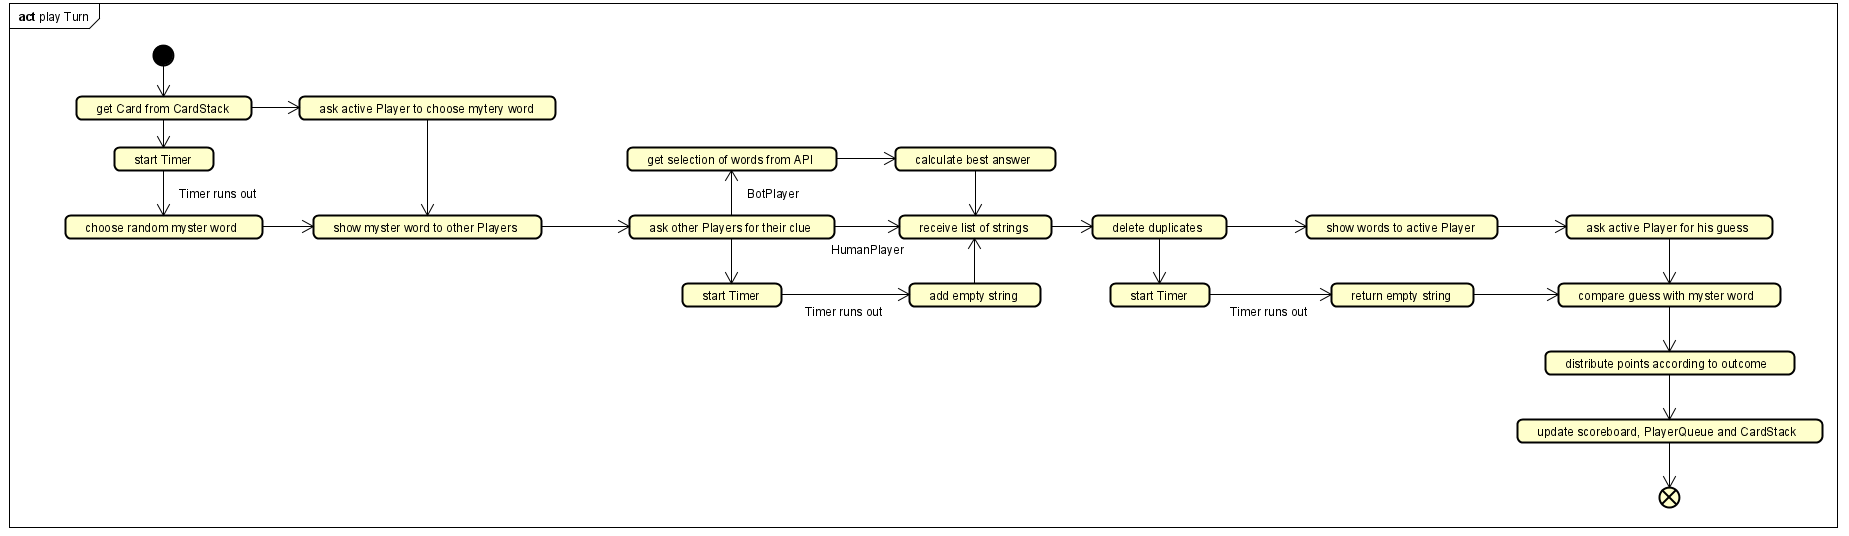 act play Turn
get Card from CardStack
ask active Player to choose mytery word
start Timer
get selection of words from API
calculate best answer
Timer runs out
BotPlayer
choose random myster word
show myster word to other Players
ask other Players for their clue
receive list of strings
delete duplicates
show words to active Player
ask active Player for his guess
HumanPlayer
start Timer
add empty string
start Timer
return empty string
compare guess with myster word
Timer runs out
Timer runs out
distribute points according to outcome
update scoreboard, PlayerQueue and CardStack